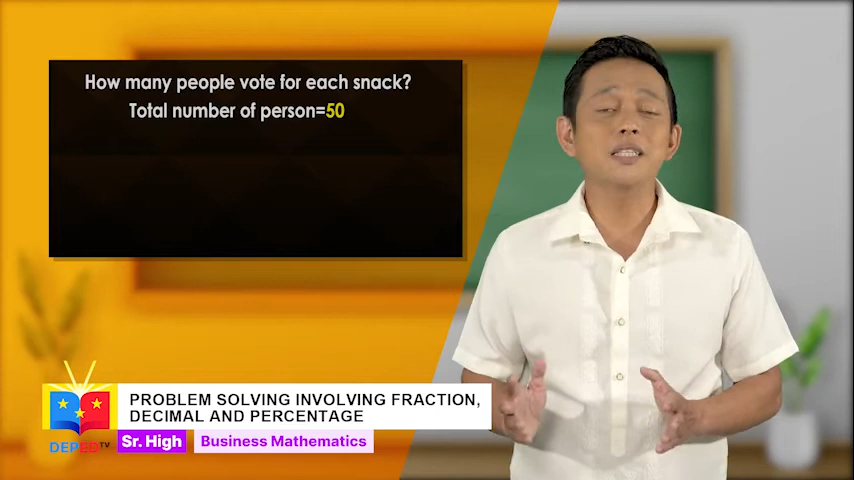 How many people vote for each snack?
Total number of person=50
PROBLEM SOLVING INVOLVING FRACTION,
DECIMAL AND PERCENTAGE
DEPED TV
Sr. High
Business Mathematics